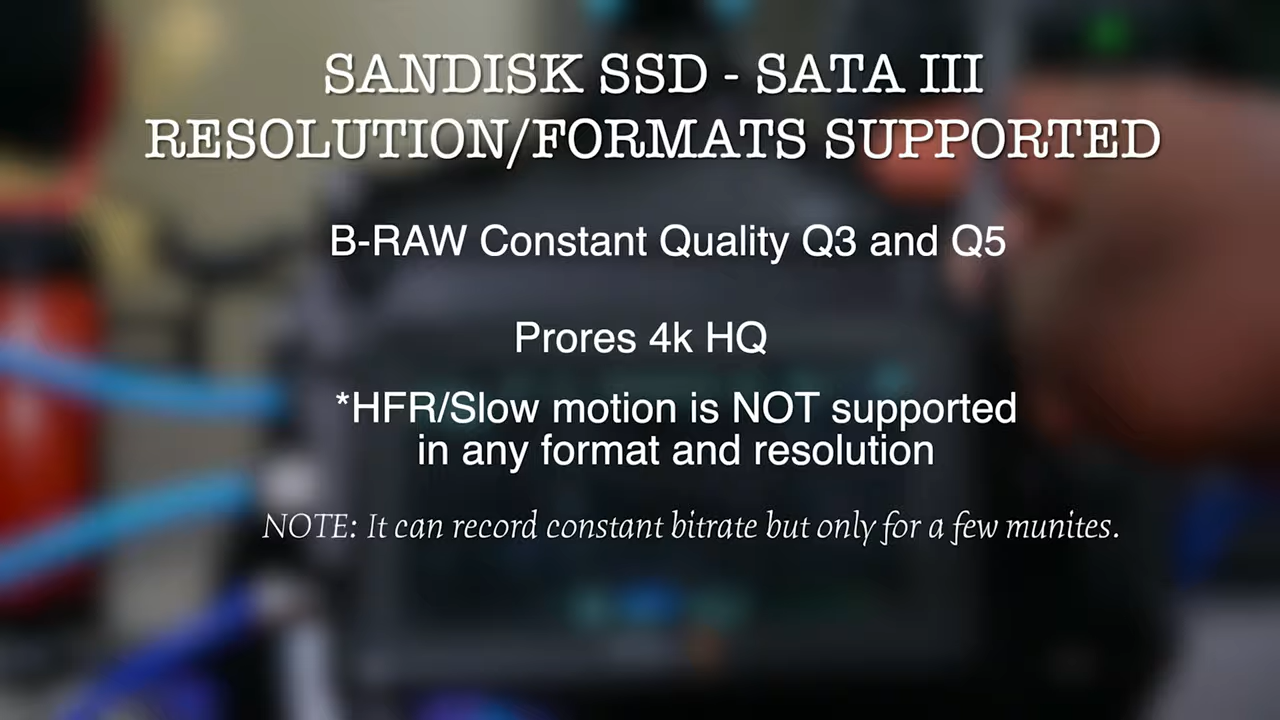 SANDISK SSD - SATA III
RESOLUTION/FORMATS SUPPORTED
B-RAW Constant Quality Q3 and Q5
Prores 4k HQ
*HFR/Slow motion is NOT supported
in any format and resolution
NOTE: It can record constant bitrate but only for a few munites.